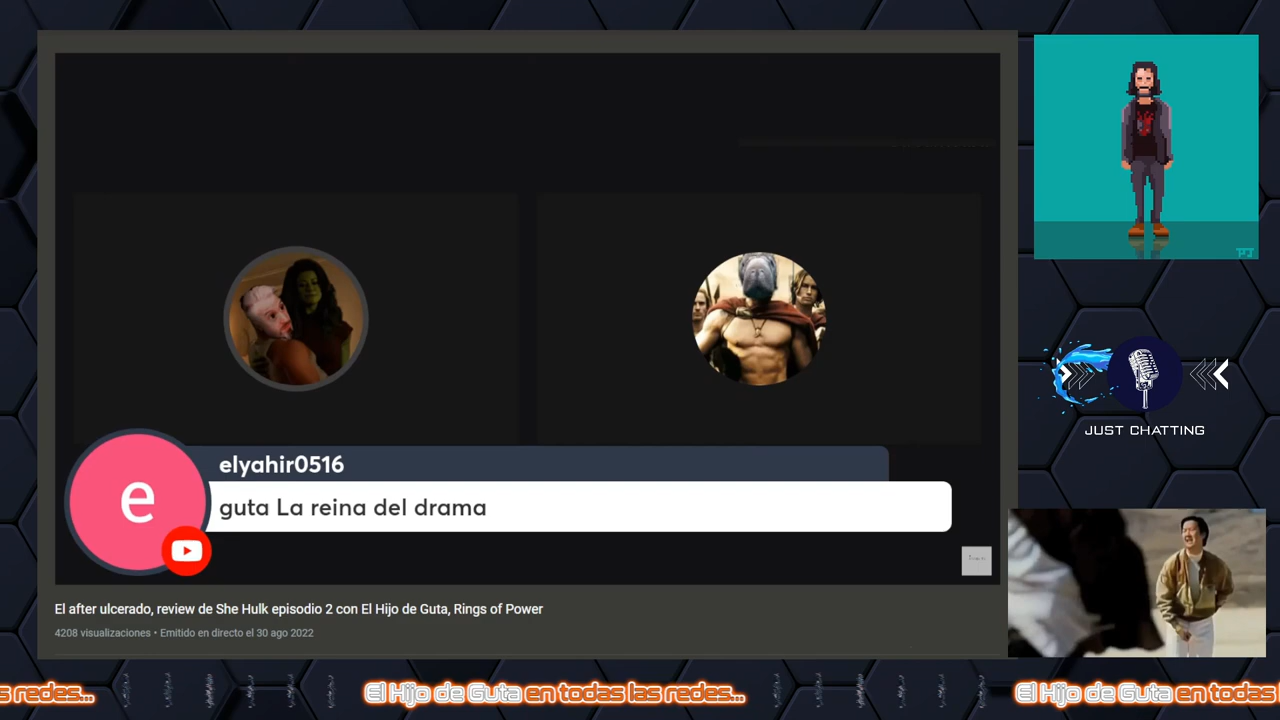 elyahir0516
e
guta La reina del drama
PJ
JUST CHATTING
El after ulcerado, review de She Hulk episodio 2 con El Hijo de Guta, Rings of Power
4208 visualizaciones • Emitido en directo el 30 ago 2022
s redes... El Hijo de Guta en todas las redes... El Hijo de Guta en todas l